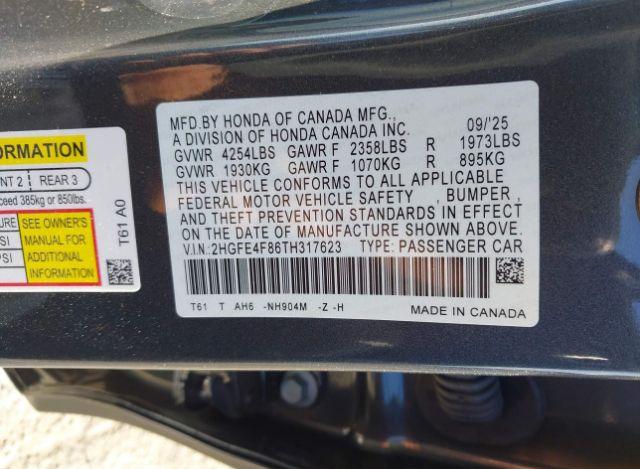 MFD.BY HONDA OF CANADA MFG.,
A DIVISION OF HONDA CANADA INC. 09/'25
GVWR 4254LBS GAWR F 2358LBS R 1973LBS
GVWR 1930KG GAWR F 1070KG R 895KG
THIS VEHICLE CONFORMS TO ALL APPLICABLE
FEDERAL MOTOR VEHICLE SAFETY , BUMPER ,
AND THEFT PREVENTION STANDARDS IN EFFECT
ON THE DATE OF MANUFACTURE SHOWN ABOVE.
V.I.N.:2HGFE4F86TH317623 TYPE: PASSENGER CAR
T61 T AH6 -NH904M -Z -H
MADE IN CANADA
REAR 3
385kg or 850lbs.
SEE OWNER'S
MANUAL FOR
ADDITIONAL
INFORMATION
T61 A0